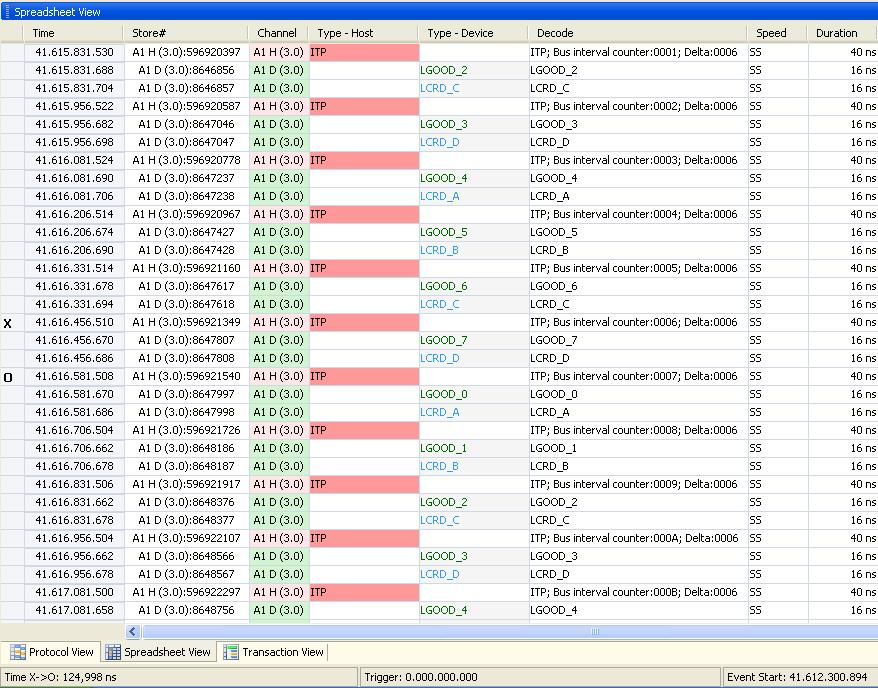 Spreadsheet View
Time Store# Channel Type - Host Type - Device Decode Speed Duration
41.615.831.530 A1 H (3.0):596920397 A1 H (3.0) ITP ITP; Bus interval counter:0001; Delta:0006 SS 40 ns
41.615.831.688 A1 D (3.0):8646856 A1 D (3.0) LGOOD_2 LGOOD_2 SS 16 ns
41.615.831.704 A1 D (3.0):8646857 A1 D (3.0) LCRD_C LCRD_C SS 16 ns
41.615.956.522 A1 H (3.0):596920587 A1 H (3.0) ITP ITP; Bus interval counter:0002; Delta:0006 SS 40 ns
41.615.956.682 A1 D (3.0):8647046 A1 D (3.0) LGOOD_3 LGOOD_3 SS 16 ns
41.615.956.698 A1 D (3.0):8647047 A1 D (3.0) LCRD_D LCRD_D SS 16 ns
41.616.081.524 A1 H (3.0):596920778 A1 H (3.0) ITP ITP; Bus interval counter:0003; Delta:0006 SS 40 ns
41.616.081.690 A1 D (3.0):8647237 A1 D (3.0) LGOOD_4 LGOOD_4 SS 16 ns
41.616.081.706 A1 D (3.0):8647238 A1 D (3.0) LCRD_A LCRD_A SS 16 ns
41.616.206.514 A1 H (3.0):596920967 A1 H (3.0) ITP ITP; Bus interval counter:0004; Delta:0006 SS 40 ns
41.616.206.674 A1 D (3.0):8647427 A1 D (3.0) LGOOD_5 LGOOD_5 SS 16 ns
41.616.206.690 A1 D (3.0):8647428 A1 D (3.0) LCRD_B LCRD_B SS 16 ns
41.616.331.514 A1 H (3.0):596921160 A1 H (3.0) ITP ITP; Bus interval counter:0005; Delta:0006 SS 40 ns
41.616.331.678 A1 D (3.0):8647617 A1 D (3.0) LGOOD_6 LGOOD_6 SS 16 ns
41.616.331.694 A1 D (3.0):8647618 A1 D (3.0) LCRD_C LCRD_C SS 16 ns
X 41.616.456.510 A1 H (3.0):596921349 A1 H (3.0) ITP ITP; Bus interval counter:0006; Delta:0006 SS 40 ns
41.616.456.670 A1 D (3.0):8647807 A1 D (3.0) LGOOD_7 LGOOD_7 SS 16 ns
41.616.456.686 A1 D (3.0):8647808 A1 D (3.0) LCRD_D LCRD_D SS 16 ns
O 41.616.581.508 A1 H (3.0):596921540 A1 H (3.0) ITP ITP; Bus interval counter:0007; Delta:0006 SS 40 ns
41.616.581.670 A1 D (3.0):8647997 A1 D (3.0) LGOOD_0 LGOOD_0 SS 16 ns
41.616.581.686 A1 D (3.0):8647998 A1 D (3.0) LCRD_A LCRD_A SS 16 ns
41.616.706.504 A1 H (3.0):596921726 A1 H (3.0) ITP ITP; Bus interval counter:0008; Delta:0006 SS 40 ns
41.616.706.662 A1 D (3.0):8648186 A1 D (3.0) LGOOD_1 LGOOD_1 SS 16 ns
41.616.706.678 A1 D (3.0):8648187 A1 D (3.0) LCRD_B LCRD_B SS 16 ns
41.616.831.506 A1 H (3.0):596921917 A1 H (3.0) ITP ITP; Bus interval counter:0009; Delta:0006 SS 40 ns
41.616.831.662 A1 D (3.0):8648376 A1 D (3.0) LGOOD_2 LGOOD_2 SS 16 ns
41.616.831.678 A1 D (3.0):8648377 A1 D (3.0) LCRD_C LCRD_C SS 16 ns
41.616.956.504 A1 H (3.0):596922107 A1 H (3.0) ITP ITP; Bus interval counter:000A; Delta:0006 SS 40 ns
41.616.956.662 A1 D (3.0):8648566 A1 D (3.0) LGOOD_3 LGOOD_3 SS 16 ns
41.616.956.678 A1 D (3.0):8648567 A1 D (3.0) LCRD_D LCRD_D SS 16 ns
41.617.081.500 A1 H (3.0):596922297 A1 H (3.0) ITP ITP; Bus interval counter:000B; Delta:0006 SS 40 ns
41.617.081.658 A1 D (3.0):8648756 A1 D (3.0) LGOOD_4 LGOOD_4 SS 16 ns
Protocol View Spreadsheet View Transaction View
Time X->O: 124,998 ns Trigger: 0.000.000.000 Event Start: 41.612.300.894